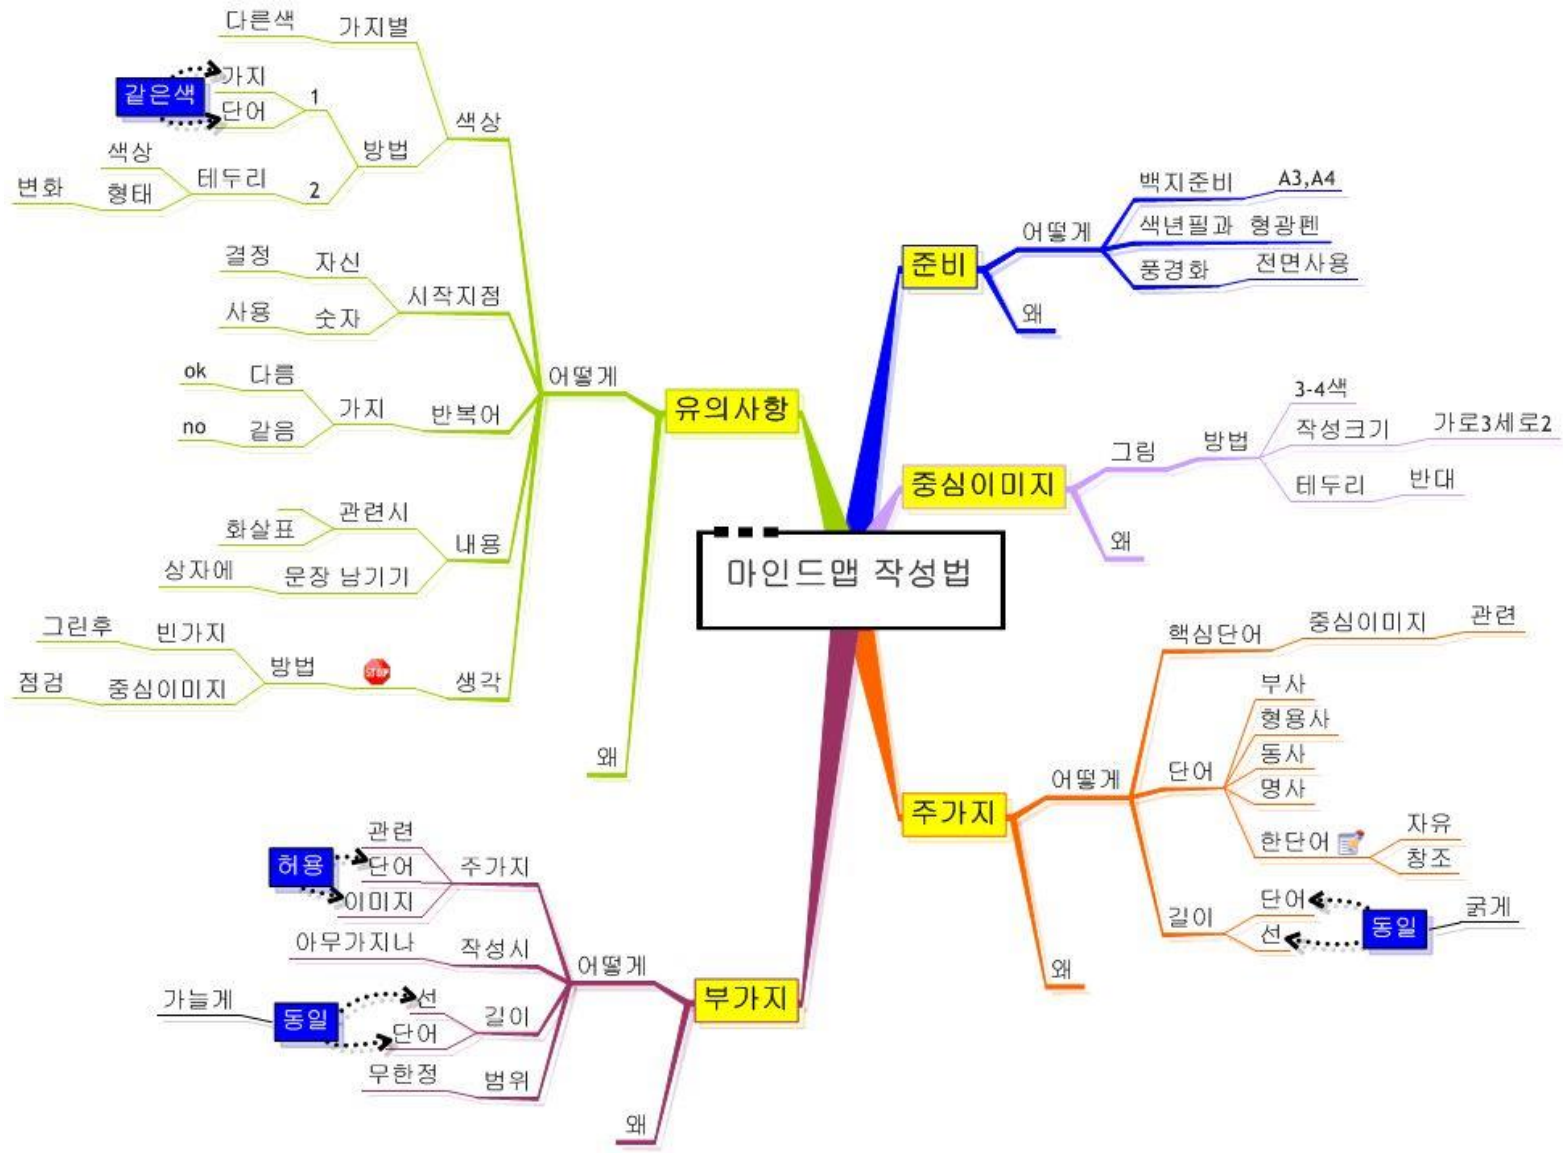 마인드맵 작성법
준비
어떻게
백지준비
A3,A4
색년필과 형광펜
풍경화
전면사용
왜
중심이미지
그림
방법
3-4색
작성크기
가로3세로2
테두리
반대
왜
주가지
어떻게
핵심단어
중심이미지
관련
단어
부사
형용사
동사
명사
한단어
자유
창조
길이
단어
선
동일
굵게
왜
부가지
어떻게
주가지
관련
단어
이미지
허용
작성시
아무가지나
길이
선
단어
동일
가늘게
범위
무한정
왜
유의사항
어떻게
색상
가지별
다른색
방법
1
가지
단어
같은색
2
테두리
색상
형태
변화
시작지점
자신
결정
숫자
사용
반복어
가지
다름
ok
같음
no
내용
관련시
화살표
문장 남기기
상자에
생각
STOP
방법
빈가지
그린후
중심이미지
점검
왜